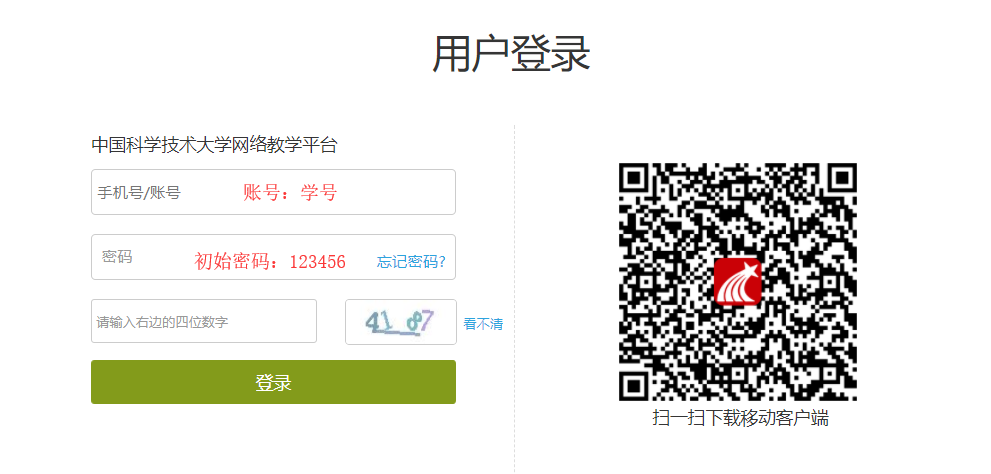 用户登录
中国科学技术大学网络教学平台
手机号/账号 账号：学号
密码 初始密码：123456 忘记密码?
请输入右边的四位数字 4187 看不清
登录
扫一扫下载移动客户端